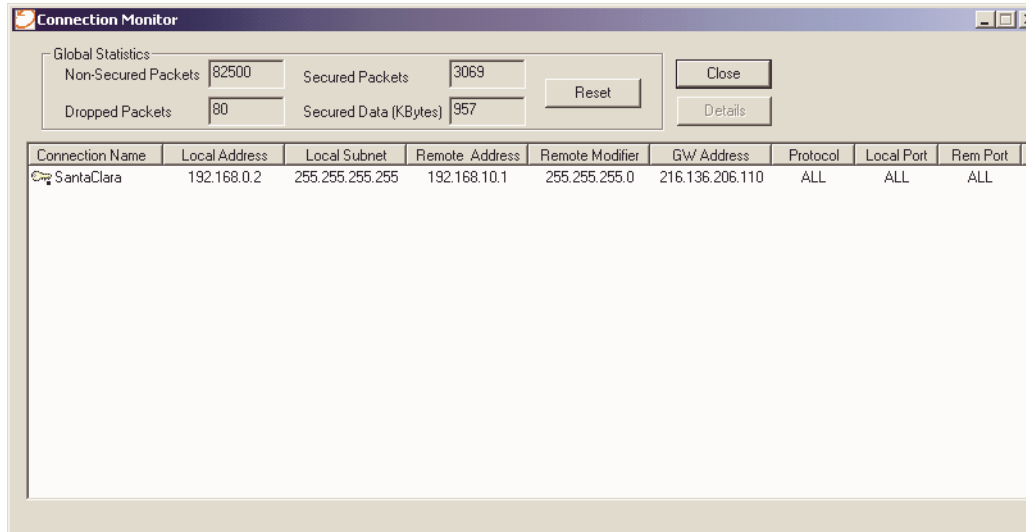 Connection Monitor
Global Statistics
Non-Secured Packets 82500 Secured Packets 3069
Reset
Close
Dropped Packets 80 Secured Data (KBytes) 957
Details
Connection Name Local Address Local Subnet Remote Address Remote Modifier GW Address Protocol Local Port Rem Port
SantaClara 192.168.0.2 255.255.255.255 192.168.10.1 255.255.255.0 216.136.206.110 ALL ALL ALL